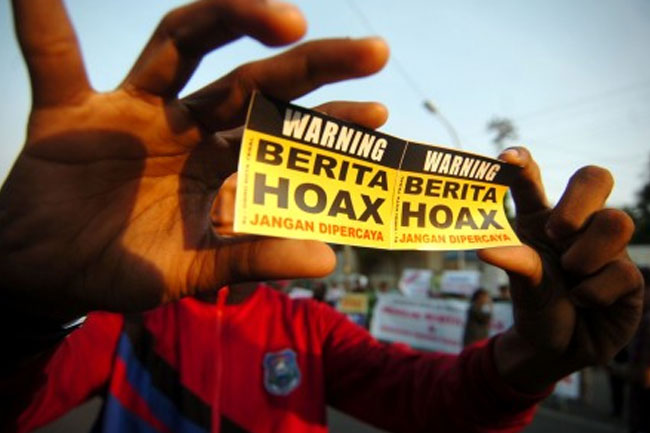 WARNING
BERITA
HOAX
JANGAN DIPERCAYA
WARNING
BERITA
HOAX
JANGAN DIPERCAYA